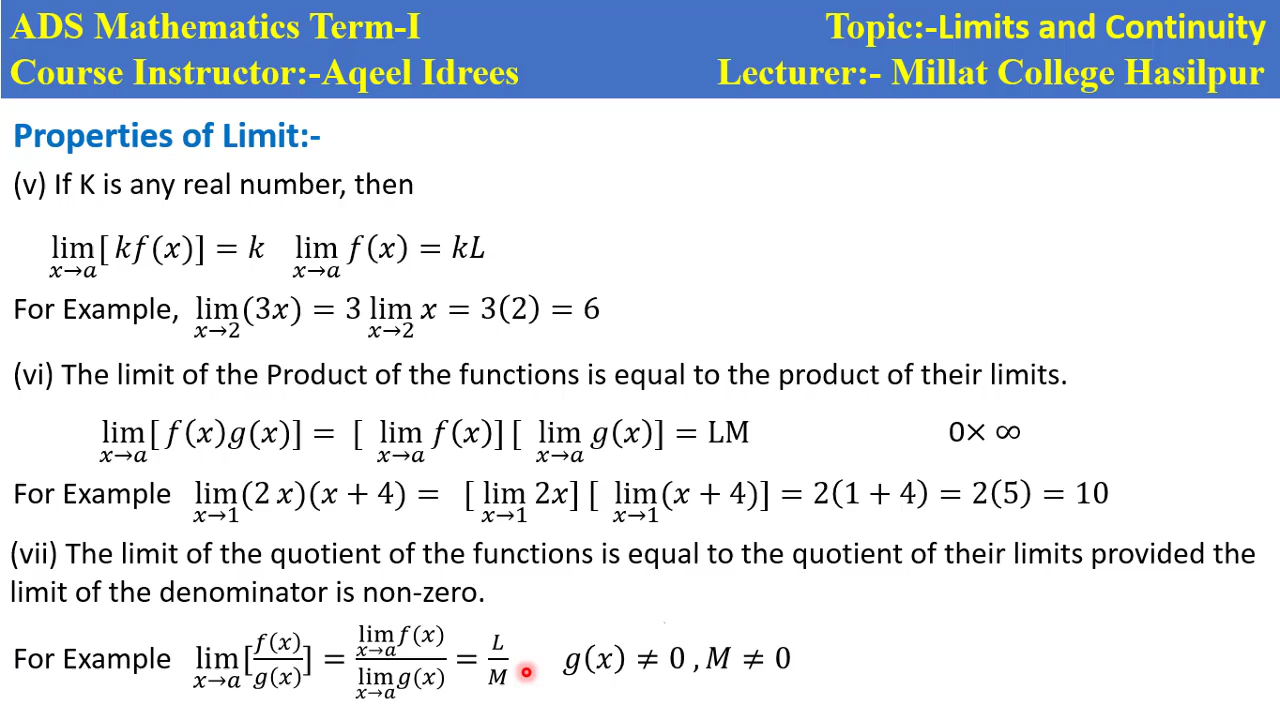 ADS Mathematics Term-I Topic:-Limits and Continuity
Course Instructor:-Aqeel Idrees Lecturer:- Millat College Hasilpur
Properties of Limit:-
(v) If K is any real number, then
lim_{x→a}[ kf(x)] = k lim_{x→a} f(x) = kL
For Example, lim_{x→2}(3x) = 3 lim_{x→2} x = 3(2) = 6
(vi) The limit of the Product of the functions is equal to the product of their limits.
lim_{x→a}[ f(x)g(x)] = [ lim_{x→a} f(x)] [ lim_{x→a} g(x)] = LM 0× ∞
For Example lim_{x→1}(2 x)(x + 4) = [ lim_{x→1} 2x] [ lim_{x→1}(x + 4)] = 2(1 + 4) = 2(5) = 10
(vii) The limit of the quotient of the functions is equal to the quotient of their limits provided the
limit of the denominator is non-zero.
For Example lim_{x→a}[f(x)/g(x)] = lim_{x→a} f(x)/lim_{x→a} g(x) = L/M g(x) ≠ 0 , M ≠ 0